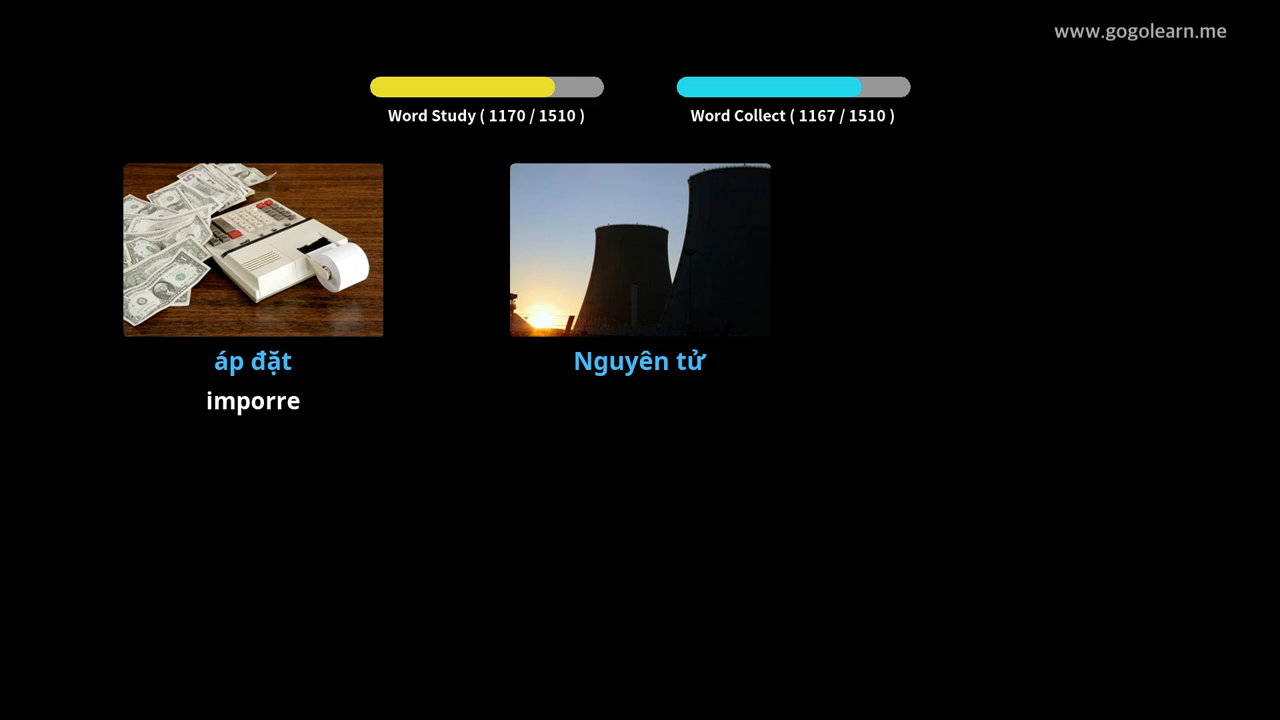 www.gogolearn.me
Word Study ( 1170 / 1510 )
Word Collect ( 1167 / 1510 )
áp đặt
imporre
Nguyên tử